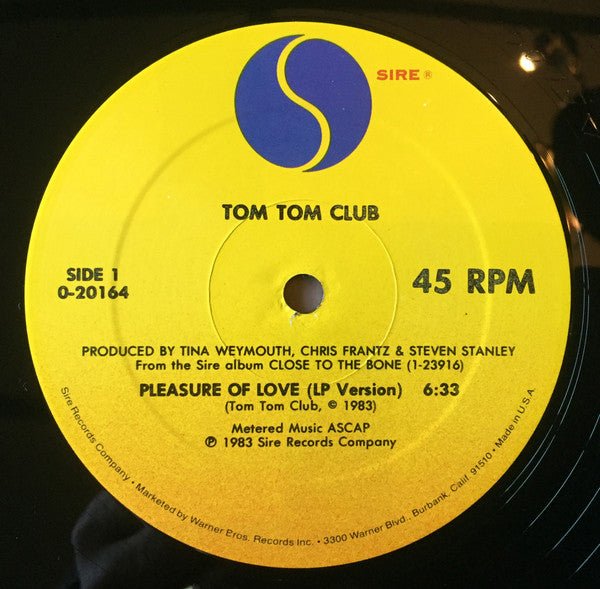 SIRE ®
TOM TOM CLUB
SIDE 1
0-20164
45 RPM
PRODUCED BY TINA WEYMOUTH, CHRIS FRANTZ & STEVEN STANLEY
From the Sire album CLOSE TO THE BONE (1-23916)
PLEASURE OF LOVE (LP Version) 6:33
(Tom Tom Club, © 1983)
Metered Music ASCAP
℗ 1983 Sire Records Company
Sire Records Company • Marketed by Warner Bros. Records Inc. • 3300 Warner Blvd., Burbank, Calif. 91510 • Made in U.S.A.